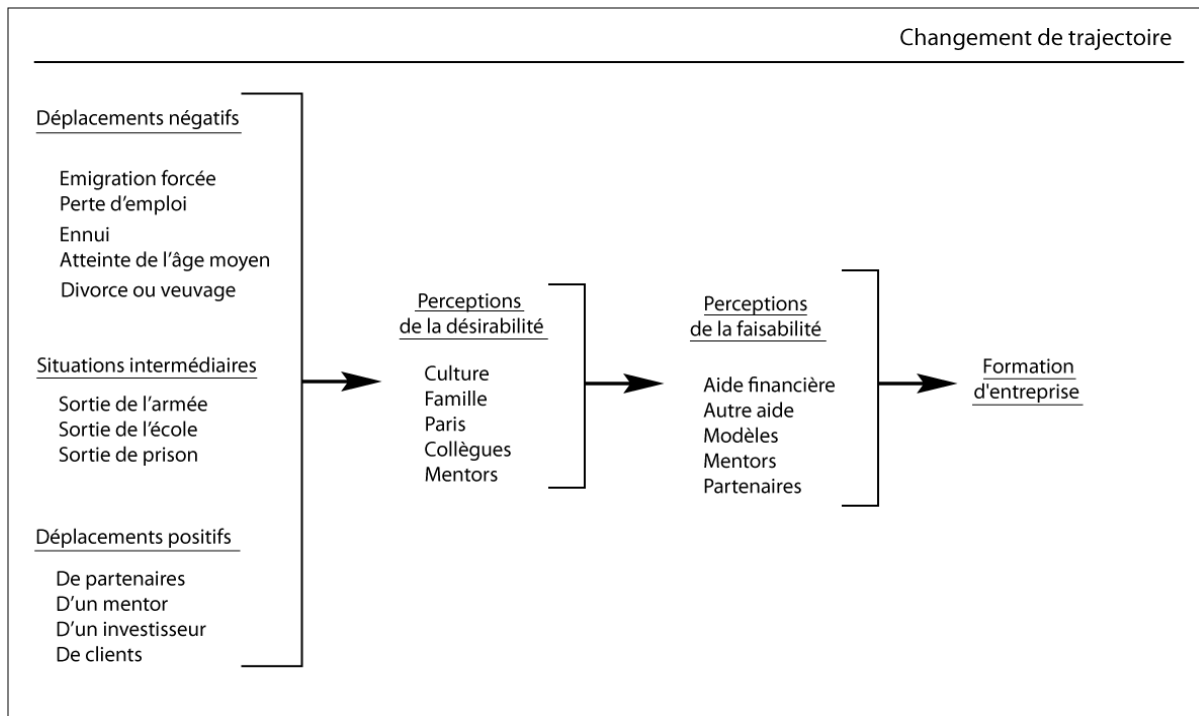 Changement de trajectoire
Déplacements négatifs
Emigration forcée
Perte d'emploi
Ennui
Atteinte de l'âge moyen
Divorce ou veuvage
Situations intermédiaires
Sortie de l'armée
Sortie de l'école
Sortie de prison
Déplacements positifs
De partenaires
D'un mentor
D'un investisseur
De clients
Perceptions
de la désirabilité
Culture
Famille
Paris
Collègues
Mentors
Perceptions
de la faisabilité
Aide financière
Autre aide
Modèles
Mentors
Partenaires
Formation
d'entreprise